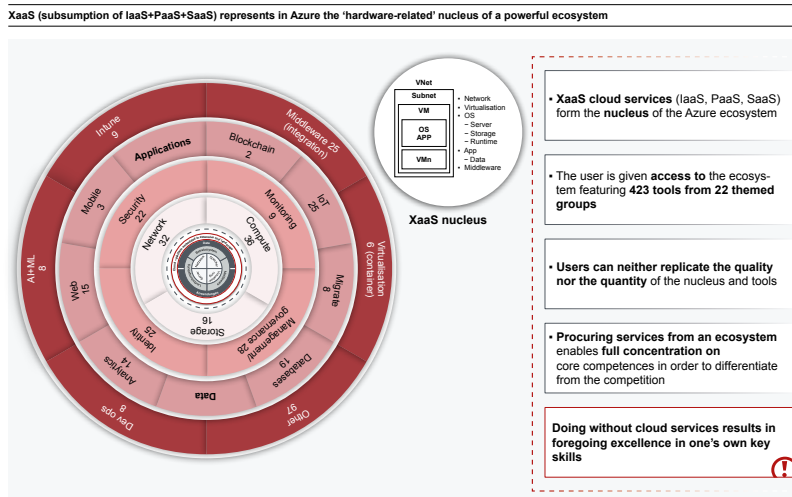 XaaS (subsumption of IaaS+PaaS+SaaS) represents in Azure the ‘hardware-related’ nucleus of a powerful ecosystem
Intune
9
Middleware 25
(integration)
Virtualisation
6 (container)
Other
97
Dev ops
8
AI+ML
8
Applications
Blockchain
2
IoT
25
Migrate
8
Databases
19
Data
Analytics
14
Web
15
Mobile
3
Security
22
Monitoring
9
Management/
governance 28
Identity
25
Network
32
Compute
36
Storage
16
VNet
Subnet
VM
OS
APP
VMn
• Network
• Virtualisation
• OS
– Server
– Storage
– Runtime
• App
– Data
• Middleware
XaaS nucleus
▪ XaaS cloud services (IaaS, PaaS, SaaS)
form the nucleus of the Azure ecosystem
▪ The user is given access to the ecosys-
tem featuring 423 tools from 22 themed
groups
▪ Users can neither replicate the quality
nor the quantity of the nucleus and tools
▪ Procuring services from an ecosystem
enables full concentration on
core competences in order to differentiate
from the competition
Doing without cloud services results in
foregoing excellence in one’s own key
skills
!